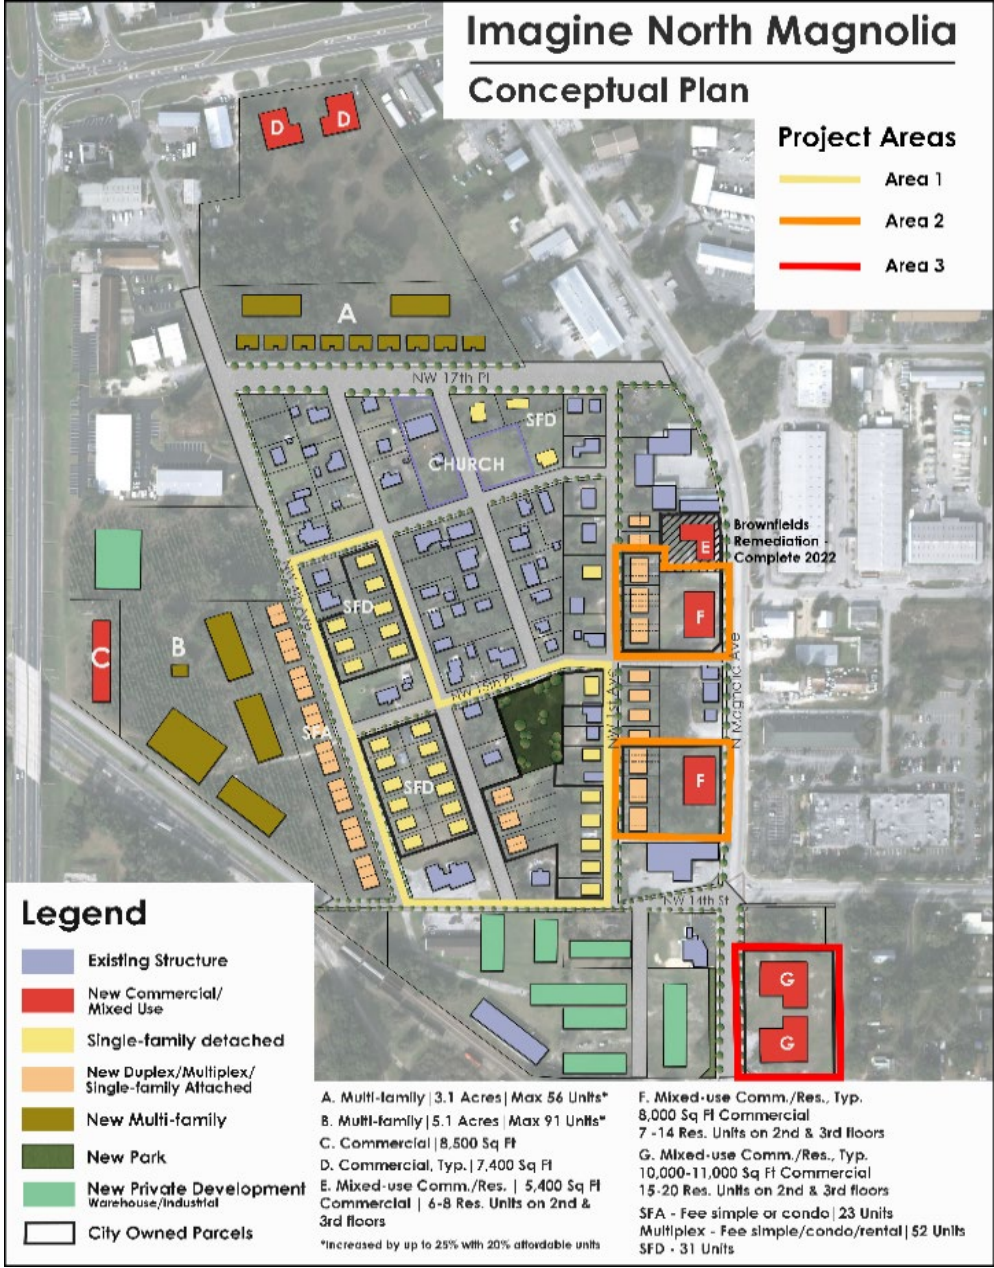 Imagine North Magnolia
Conceptual Plan
Project Areas
Area 1
Area 2
Area 3
D
D
A
NW 17th Pl
SFD
CHURCH
Brownfields
Remediation -
Complete 2022
E
SFD
F
B
C
N Magnolia Ave
NW 1st Ave
NW 15th Pl
SFA
SFD
F
NW 14th St
G
G
Legend
Existing Structure
New Commercial/
Mixed Use
Single-family detached
New Duplex/Multiplex/
Single-family Attached
New Multi-family
New Park
New Private Development
Warehouse/Industrial
City Owned Parcels
A. Multi-family | 3.1 Acres | Max 56 Units*
B. Multi-family | 5.1 Acres | Max 91 Units*
C. Commercial | 8,500 Sq Ft
D. Commercial, Typ. | 7,400 Sq Ft
E. Mixed-use Comm./Res. | 5,400 Sq Ft
Commercial | 6-8 Res. Units on 2nd &
3rd floors
*Increased by up to 25% with 20% affordable units
F. Mixed-use Comm./Res., Typ.
8,000 Sq Ft Commercial
7 -14 Res. Units on 2nd & 3rd floors
G. Mixed-use Comm./Res., Typ.
10,000-11,000 Sq Ft Commercial
15-20 Res. Units on 2nd & 3rd floors
SFA - Fee simple or condo | 23 Units
Multiplex - Fee simple/condo/rental | 52 Units
SFD - 31 Units